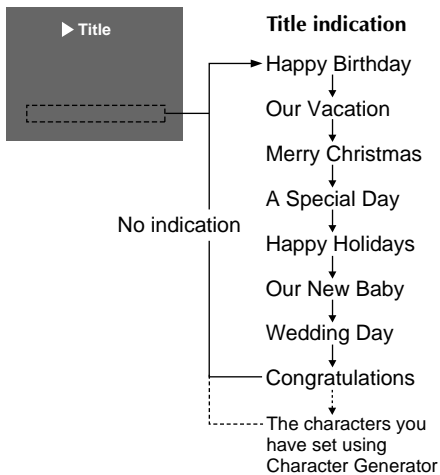 Title
Title indication
Happy Birthday
Our Vacation
Merry Christmas
A Special Day
No indication
Happy Holidays
Our New Baby
Wedding Day
Congratulations
The characters you
have set using
Character Generator